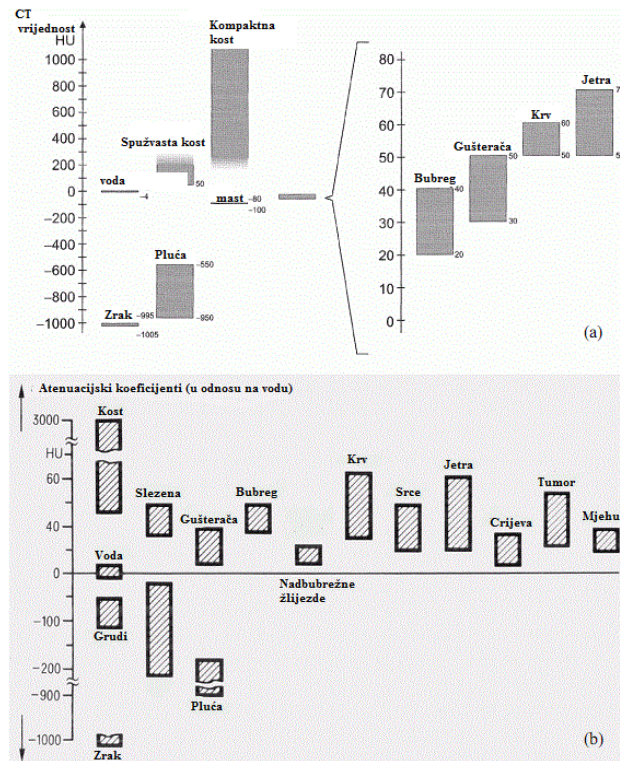 CT
vrijednost
HU
1000
800
600
400
200
0
−200
−400
−600
−800
−1000
voda
−4
Spužvasta kost
50
Kompaktna
kost
mast
−80
−100
Pluća
−550
−950
Zrak
−995
−1005
80
70
60
50
40
30
20
10
0
Bubreg
40
20
Gušterača
50
30
Krv
60
50
Jetra
7
5
(a)
Atenuacijski koeficijenti (u odnosu na vodu)
3000
HU
60
40
0
−100
−200
−900
−1000
Kost
Slezena
Gušterača
Bubreg
Nadbubrežne
žlijezde
Krv
Srce
Jetra
Crijeva
Tumor
Mjehu
Voda
Grudi
Pluća
Zrak
(b)